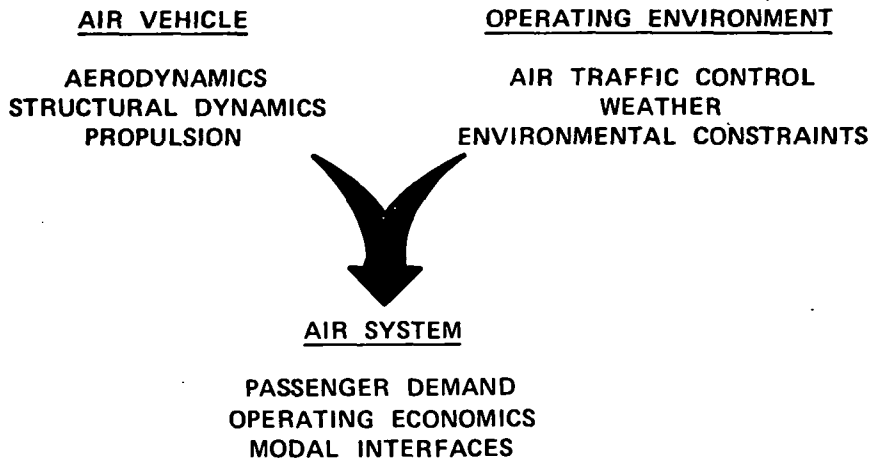 AIR VEHICLE
AERODYNAMICS
STRUCTURAL DYNAMICS
PROPULSION
OPERATING ENVIRONMENT
AIR TRAFFIC CONTROL
WEATHER
ENVIRONMENTAL CONSTRAINTS
AIR SYSTEM
PASSENGER DEMAND
OPERATING ECONOMICS
MODAL INTERFACES